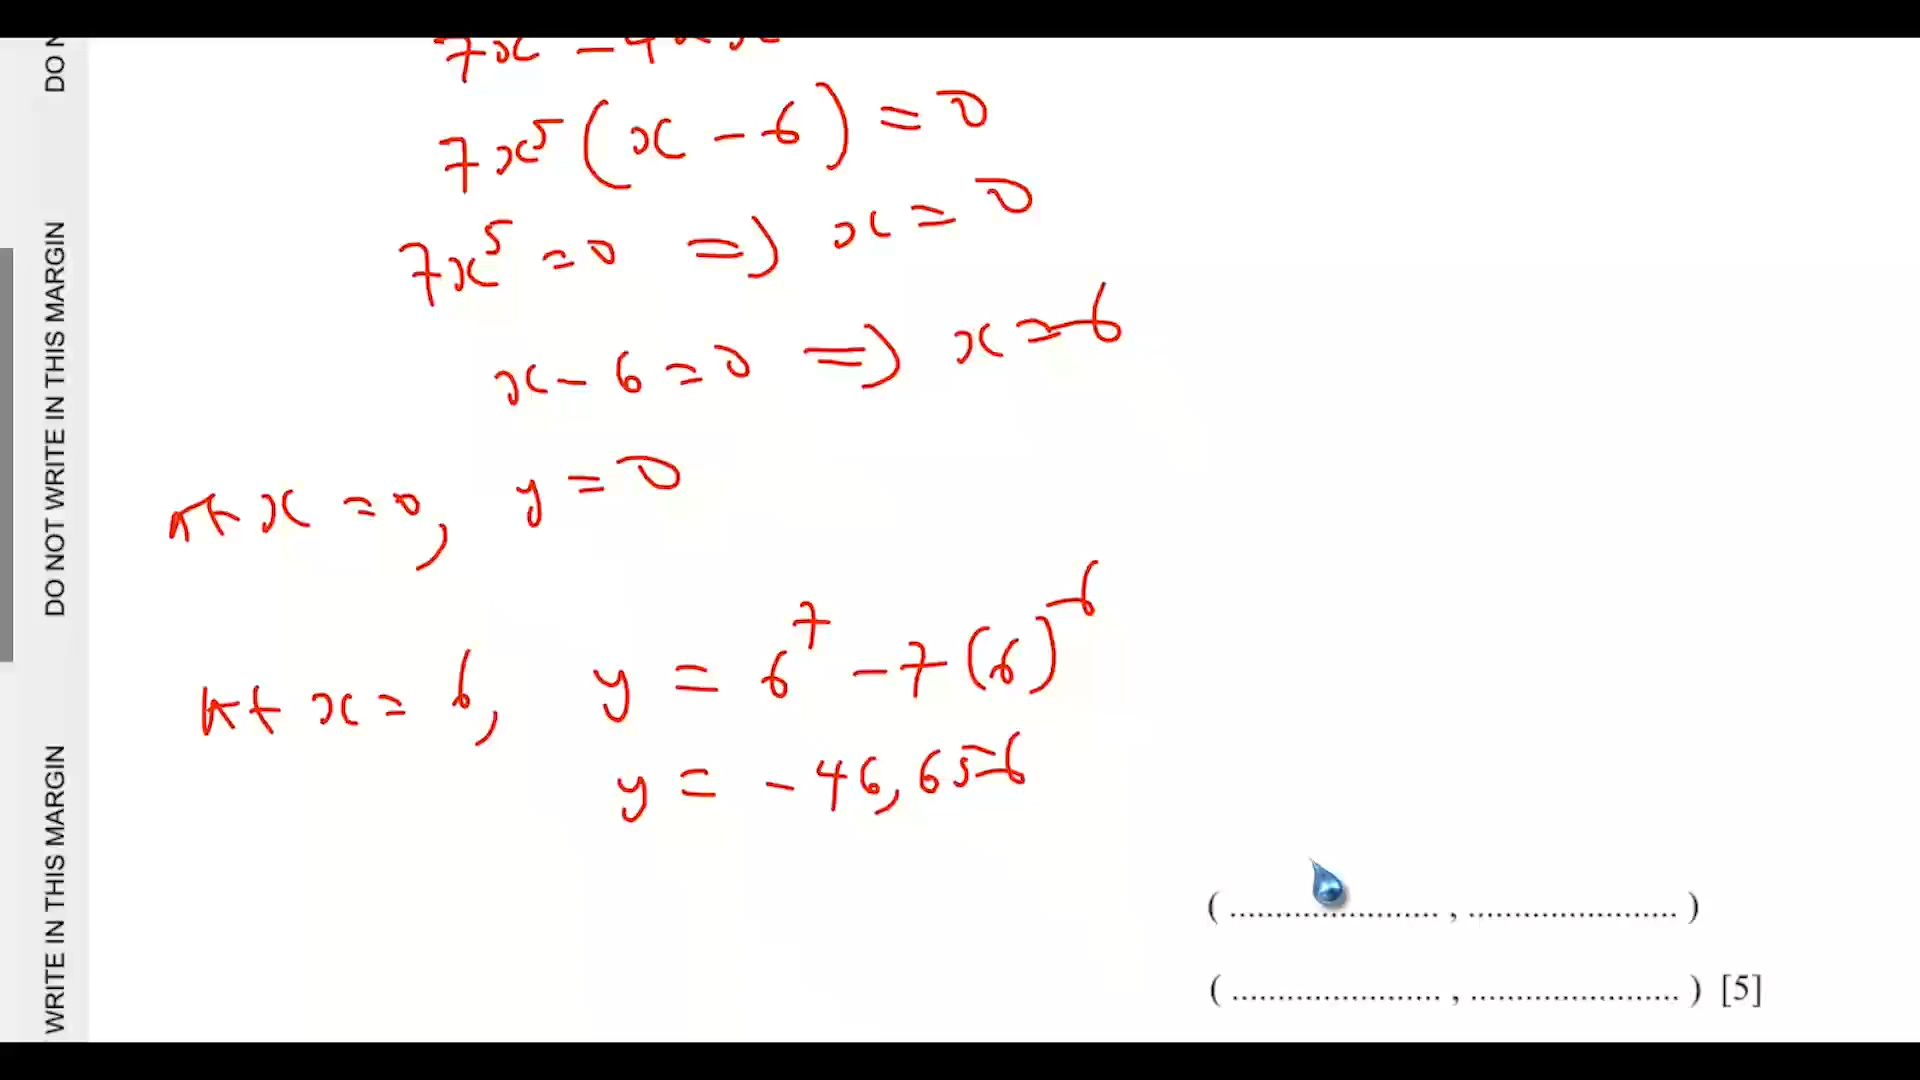 DO N
7x
7x⁵(x - 6) = 0
7x⁵ = 0 => x = 0
x - 6 = 0 => x = 6
DO NOT WRITE IN THIS MARGIN
At x = 0, y = 0
At x = 6, y = 6⁷ - 7(6)⁶
y = - 46,656
WRITE IN THIS MARGIN
( ........................ , ........................ )
( ........................ , ........................ ) [5]